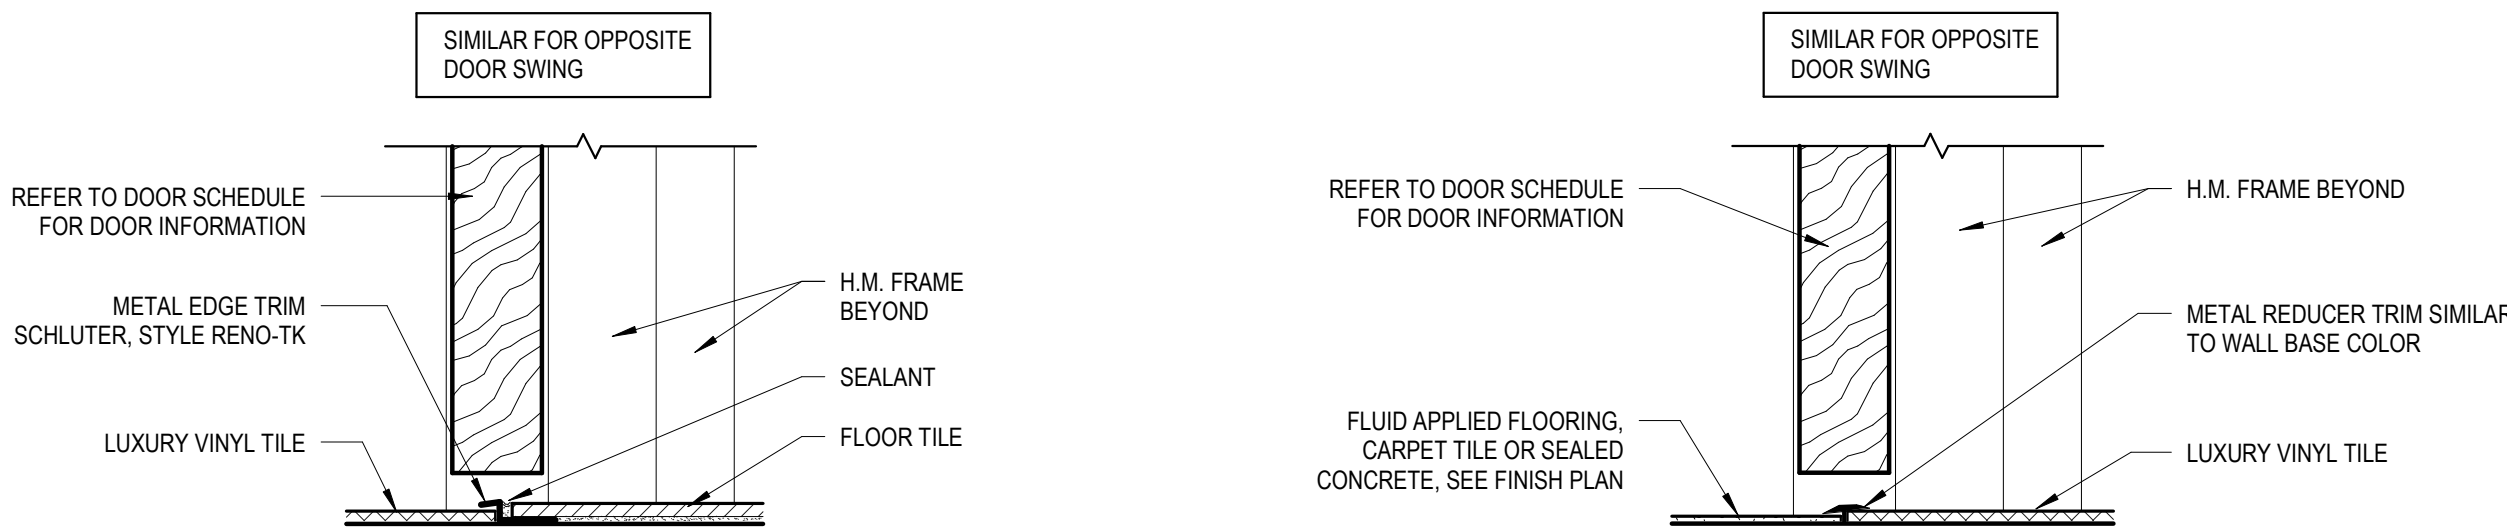 SIMILAR FOR OPPOSITE
DOOR SWING
REFER TO DOOR SCHEDULE
FOR DOOR INFORMATION
METAL EDGE TRIM
SCHLUTER, STYLE RENO-TK
LUXURY VINYL TILE
H.M. FRAME
BEYOND
SEALANT
FLOOR TILE
SIMILAR FOR OPPOSITE
DOOR SWING
REFER TO DOOR SCHEDULE
FOR DOOR INFORMATION
FLUID APPLIED FLOORING,
CARPET TILE OR SEALED
CONCRETE, SEE FINISH PLAN
H.M. FRAME BEYOND
METAL REDUCER TRIM SIMILAR
TO WALL BASE COLOR
LUXURY VINYL TILE